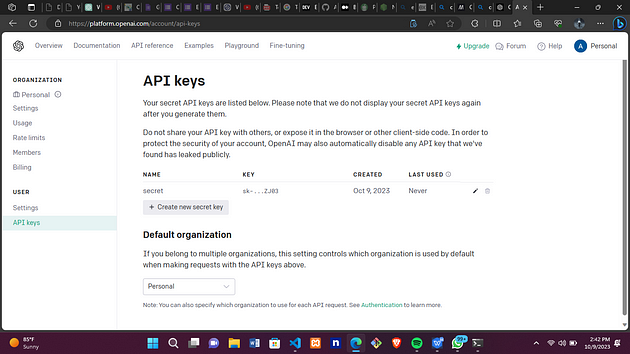 https://platform.openai.com/account/api-keys
Overview Documentation API reference Examples Playground Fine-tuning
Upgrade Forum Help A Personal
ORGANIZATION
Personal
Settings
Usage
Rate limits
Members
Billing
USER
Settings
API keys
API keys
Your secret API keys are listed below. Please note that we do not display your secret API keys again
after you generate them.
Do not share your API key with others, or expose it in the browser or other client-side code. In order to
protect the security of your account, OpenAI may also automatically disable any API key that we've
found has leaked publicly.
NAME KEY CREATED LAST USED
secret sk-...ZJ03 Oct 9, 2023 Never
+ Create new secret key
Default organization
If you belong to multiple organizations, this setting controls which organization is used by default
when making requests with the API keys above.
Personal
Note: You can also specify which organization to use for each API request. See Authentication to learn more.
85°F
Sunny
2:42 PM
10/9/2023